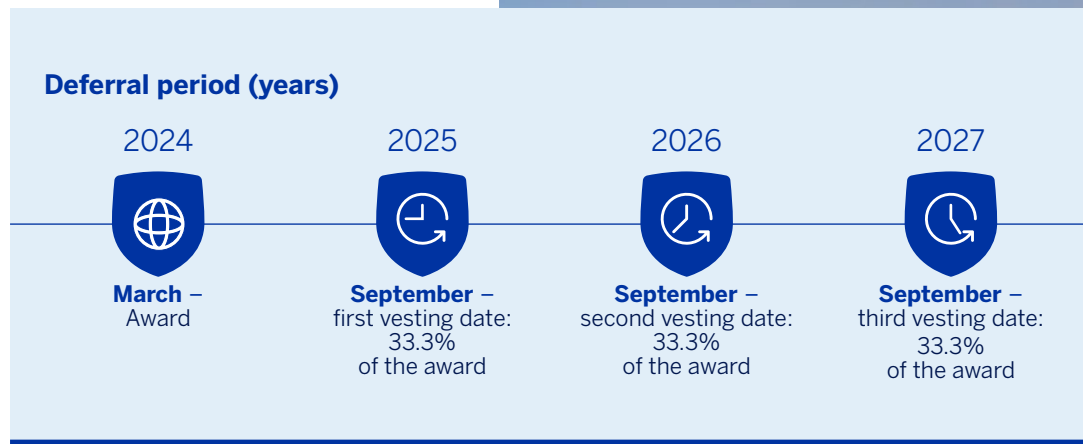 Deferral period (years)
2024
March –
Award
2025
September –
first vesting date:
33.3%
of the award
2026
September –
second vesting date:
33.3%
of the award
2027
September –
third vesting date:
33.3%
of the award